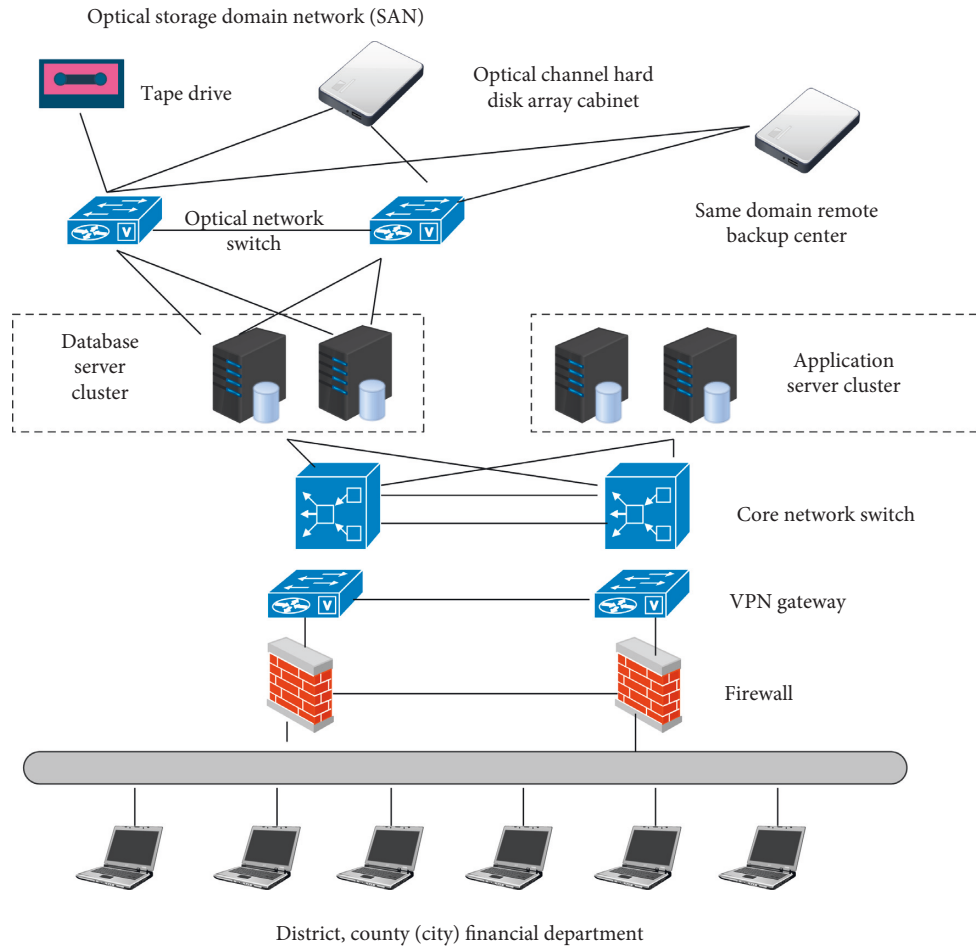 Optical storage domain network (SAN)
Tape drive
Optical channel hard
disk array cabinet
Same domain remote
backup center
Optical network
switch
V
V
Database
server
cluster
Application
server cluster
Core network switch
V
V
VPN gateway
Firewall
District, county (city) financial department